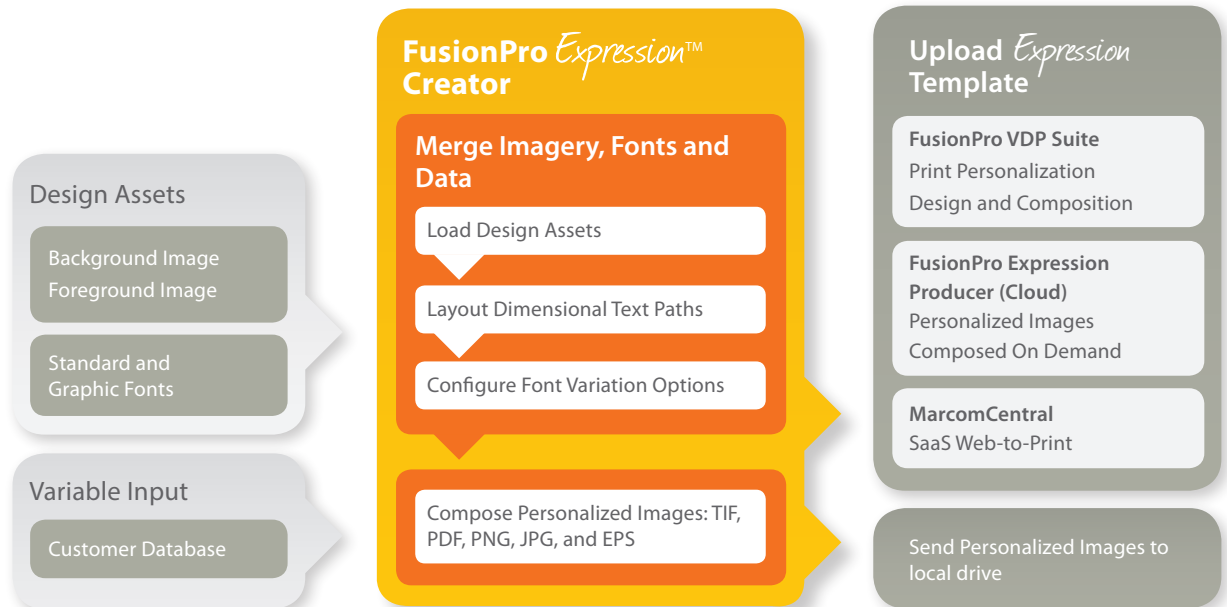 Design Assets
Background Image
Foreground Image
Standard and
Graphic Fonts
Variable Input
Customer Database
FusionPro Expression™
Creator
Merge Imagery, Fonts and
Data
Load Design Assets
Layout Dimensional Text Paths
Configure Font Variation Options
Compose Personalized Images: TIF,
PDF, PNG, JPG, and EPS
Upload Expression
Template
FusionPro VDP Suite
Print Personalization
Design and Composition
FusionPro Expression
Producer (Cloud)
Personalized Images
Composed On Demand
MarcomCentral
SaaS Web-to-Print
Send Personalized Images to
local drive